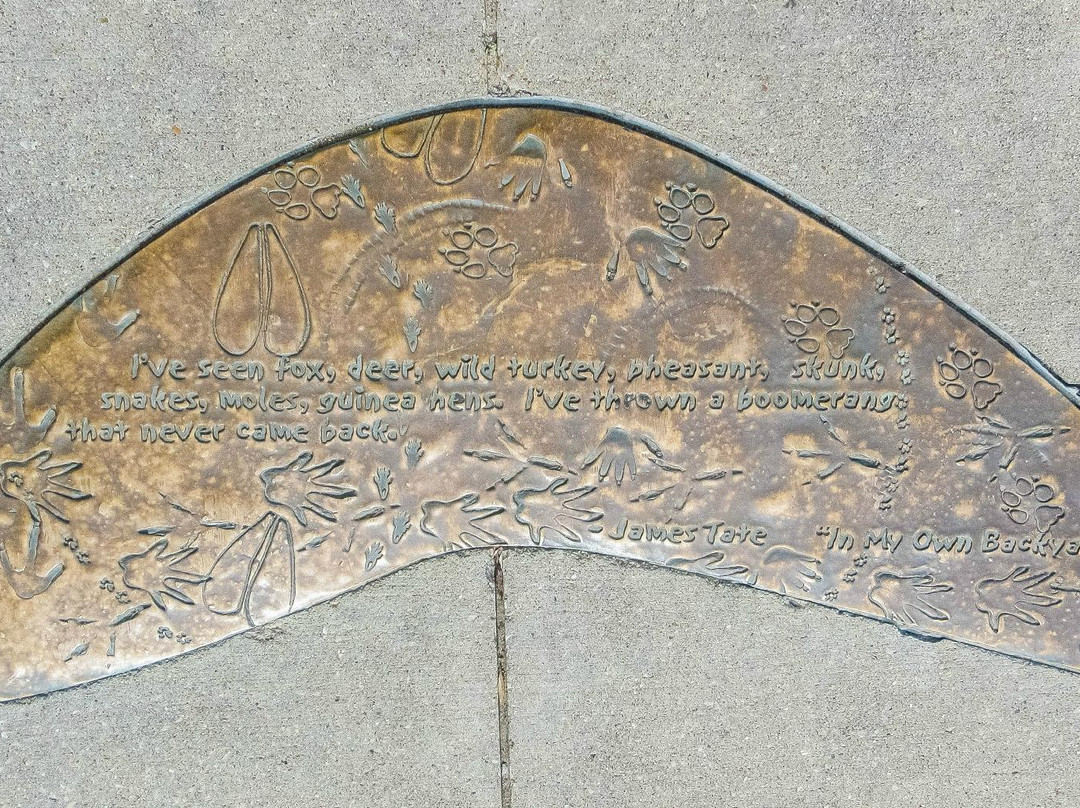 I've seen fox, deer, wild turkey, pheasant, skunk,
snakes, moles, guinea hens. I've thrown a boomerang
that never came back."
James Tate "In My Own Backya